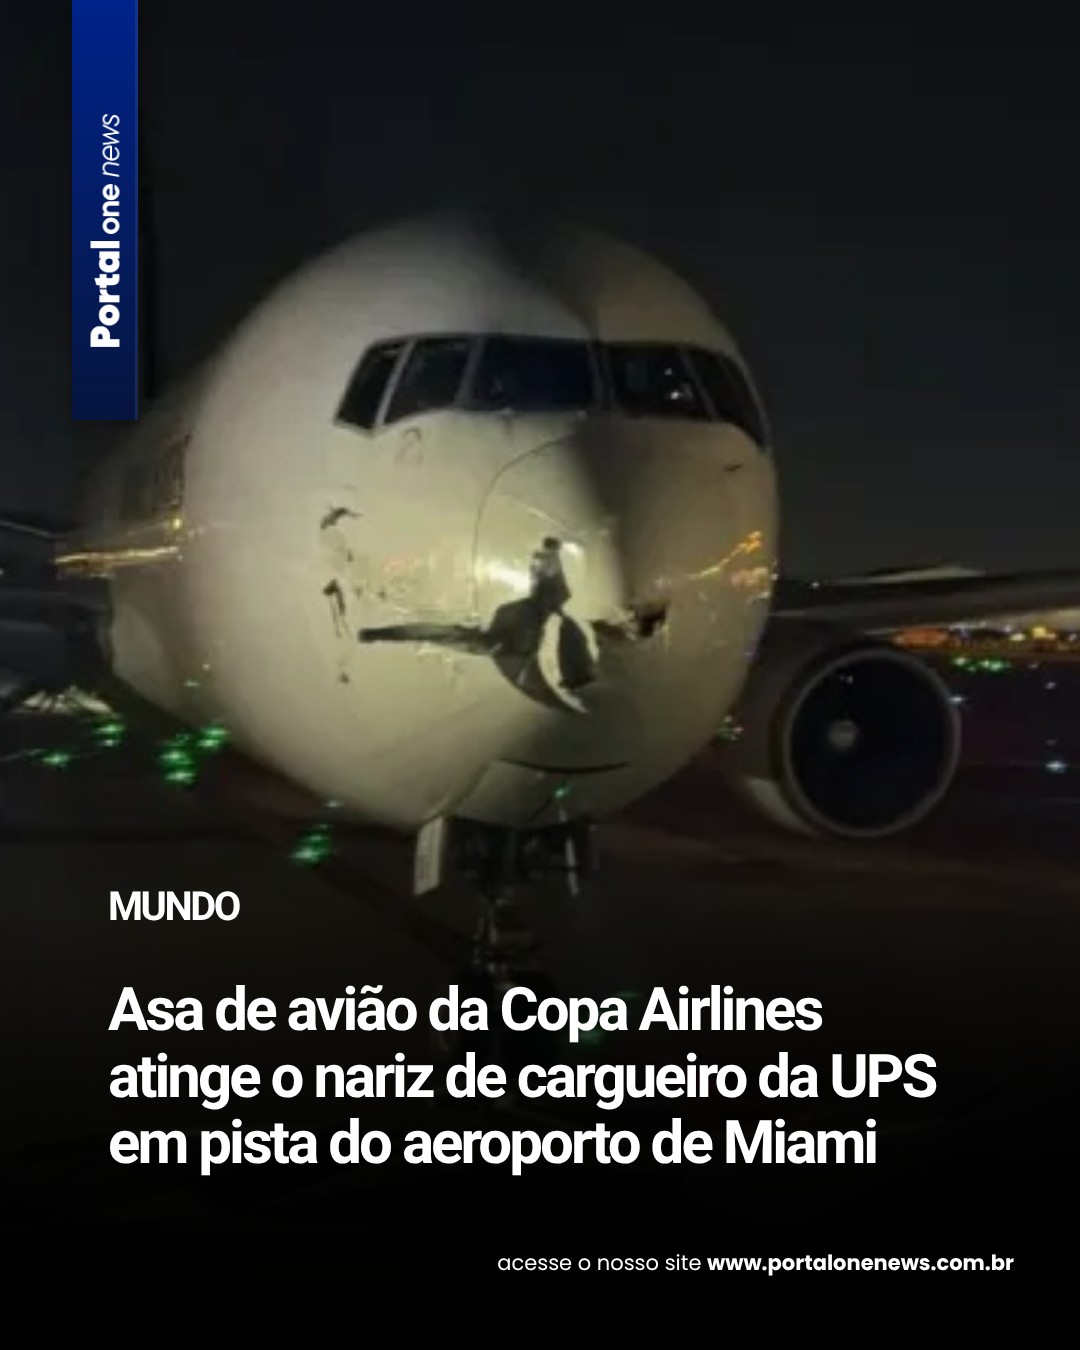 Portal one news
MUNDO
Asa de avião da Copa Airlines
atinge o nariz de cargueiro da UPS
em pista do aeroporto de Miami
acesse o nosso site www.portalonenews.com.br